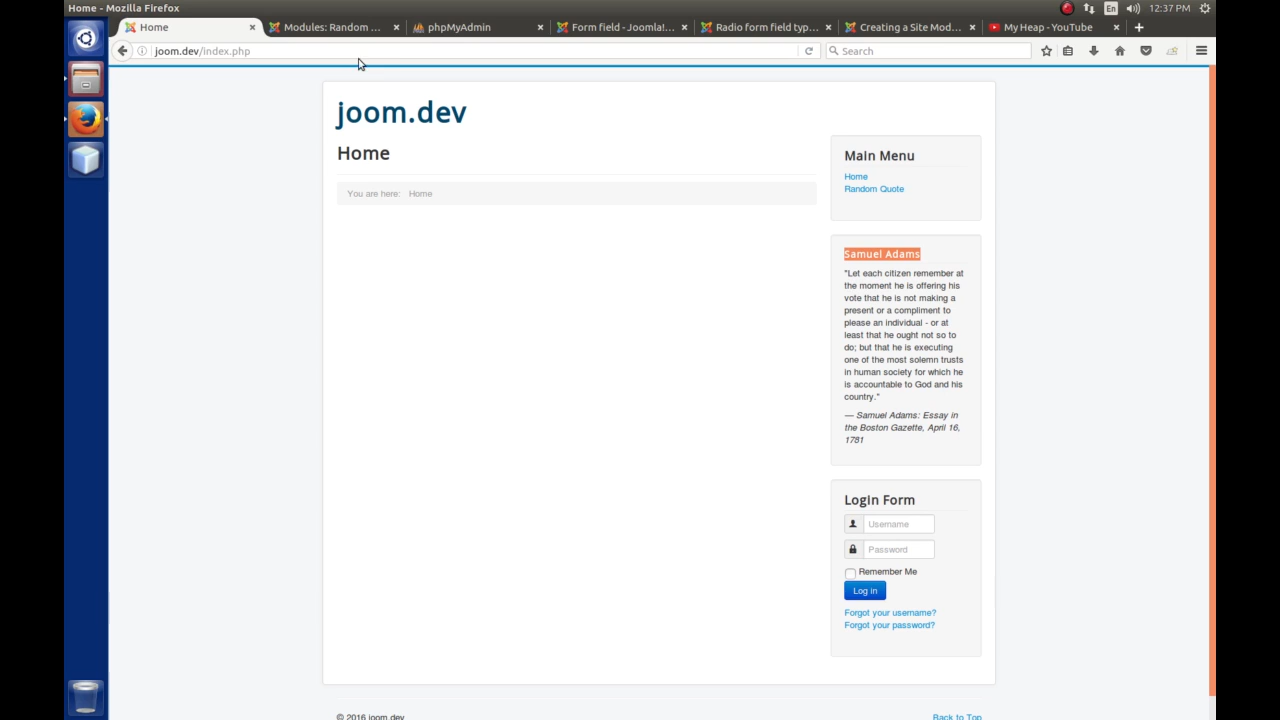 Home - Mozilla Firefox
En
12:37 PM
Home
Modules: Random ...
phpMyAdmin
Form field - Joomla!...
Radio form field typ...
Creating a Site Mod...
My Heap - YouTube
joom.dev/index.php
Search
joom.dev
Home
You are here: Home
Main Menu
Home
Random Quote
Samuel Adams
"Let each citizen remember at
the moment he is offering his
vote that he is not making a
present or a compliment to
please an individual - or at
least that he ought not so to
do; but that he is executing
one of the most solemn trusts
in human society for which he
is accountable to God and his
country."
— Samuel Adams: Essay in
the Boston Gazette, April 16,
1781
Login Form
Username
Password
Remember Me
Log in
Forgot your username?
Forgot your password?
© 2016 joom.dev
Back to Top